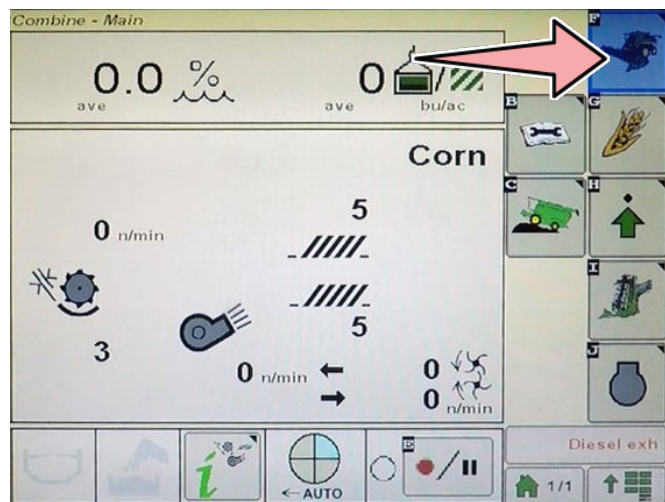 Combine - Main
F
0.0 %
0 /
ave
ave
bu/ac
B
G
Corn
C
H
5
0 n/min
I
3
5
J
0 n/min
0
0 n/min
E
Diesel exh
i
← AUTO
/ II
1/1